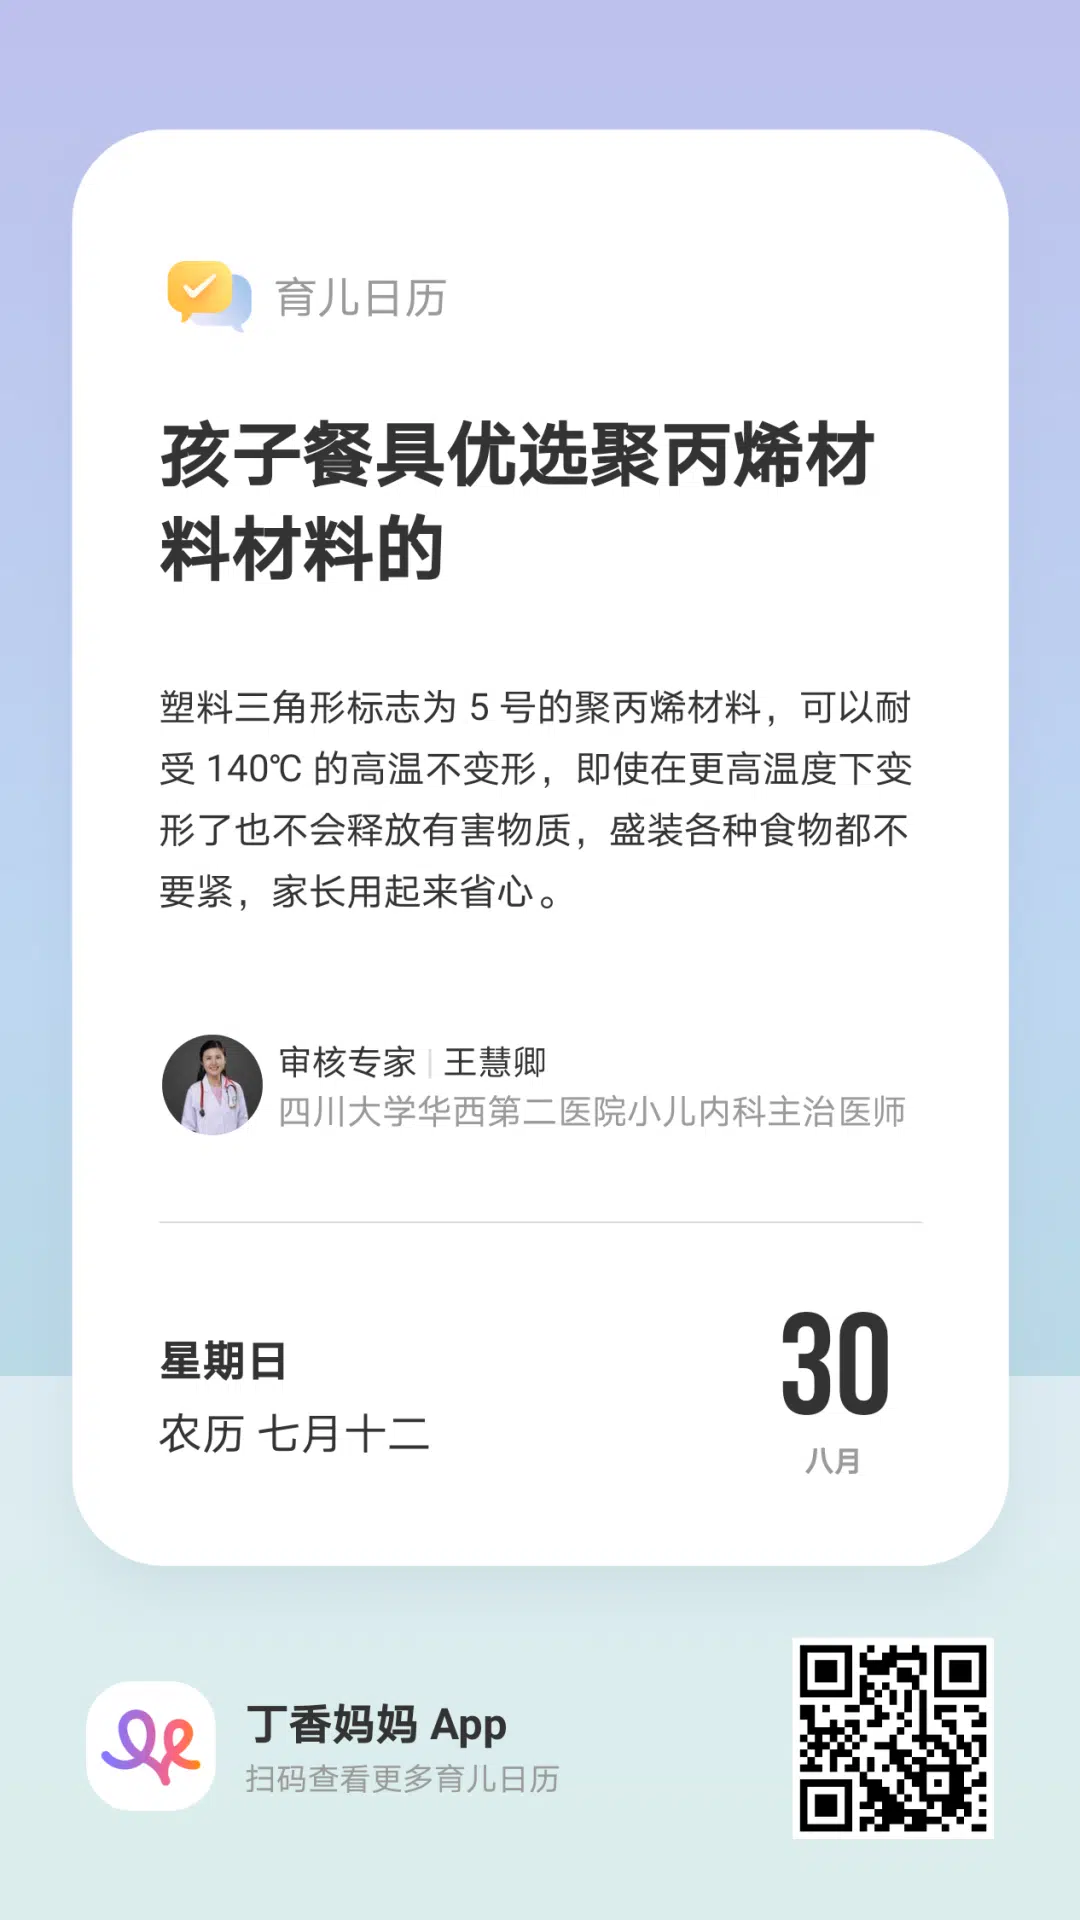 育儿日历
孩子餐具优选聚丙烯材
料材料的
塑料三角形标志为 5 号的聚丙烯材料，可以耐
受 140℃ 的高温不变形，即使在更高温度下变
形了也不会释放有害物质，盛装各种食物都不
要紧，家长用起来省心。
审核专家 | 王慧卿
四川大学华西第二医院小儿内科主治医师
星期日
农历 七月十二
30
八月
丁香妈妈 App
扫码查看更多育儿日历